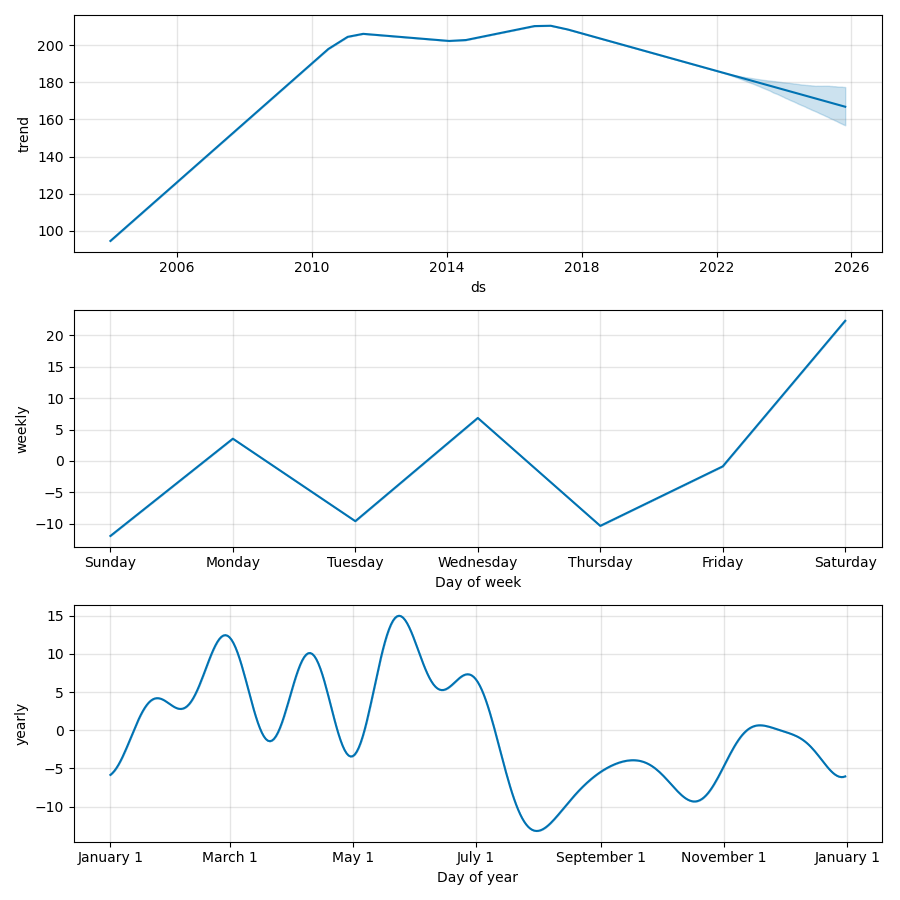 200
180
160
140
120
100
trend
2006 2010 2014 2018 2022 2026
ds
20
15
10
5
0
−5
−10
weekly
Sunday Monday Tuesday Wednesday Thursday Friday Saturday
Day of week
15
10
5
0
−5
−10
yearly
January 1 March 1 May 1 July 1 September 1 November 1 January 1
Day of year